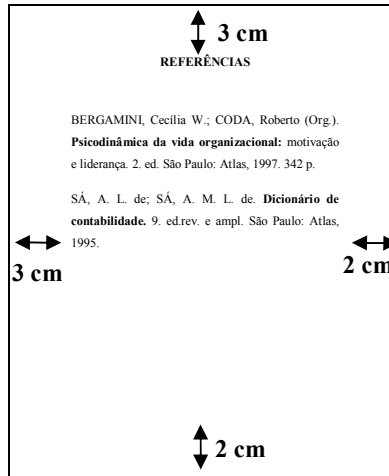 3 cm
REFERÊNCIAS
BERGAMINI, Cecília W.; CODA, Roberto (Org.).
Psicodinâmica da vida organizacional: motivação
e liderança. 2. ed. São Paulo: Atlas, 1997. 342 p.
SÁ, A. L. de; SÁ, A. M. L. de. Dicionário de
contabilidade. 9. ed.rev. e ampl. São Paulo: Atlas,
1995.
3 cm
2 cm
2 cm